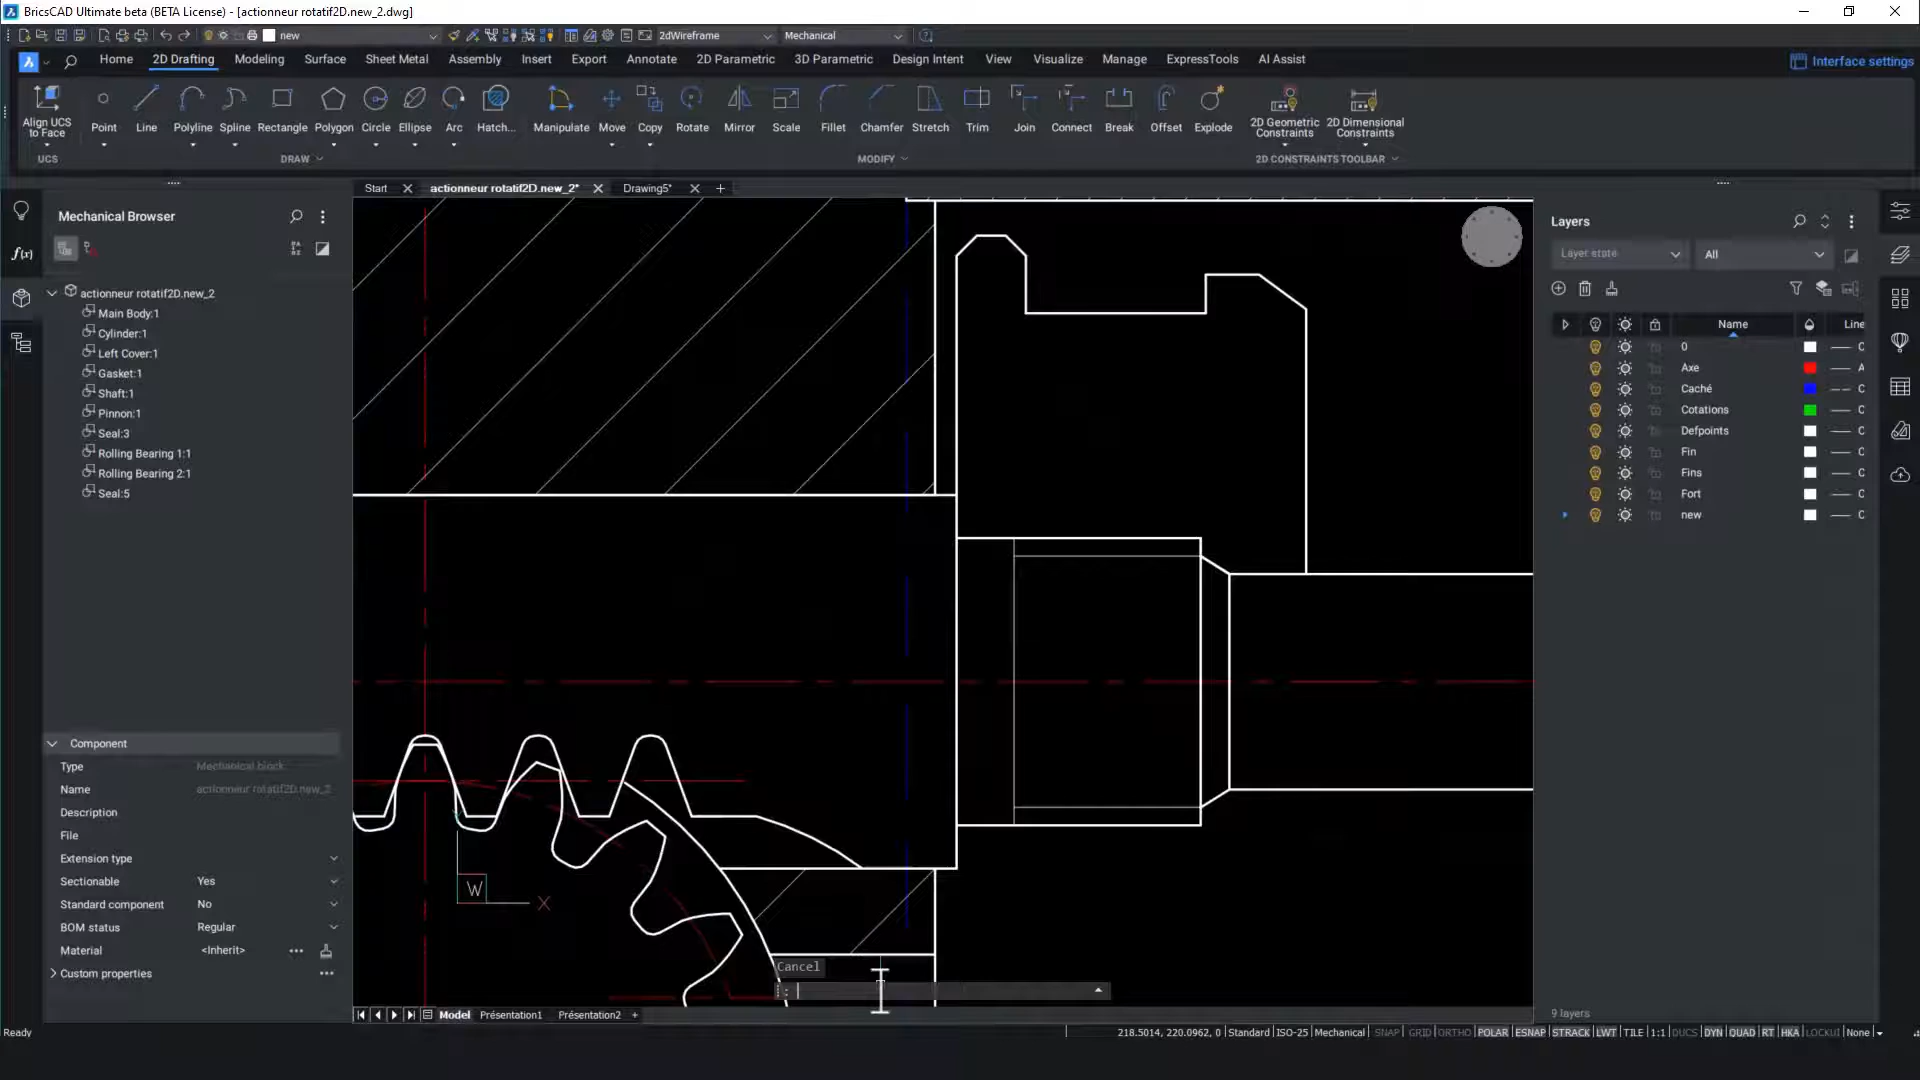 BricsCAD Ultimate beta (BETA License) - [actionneur rotatif2D.new_2.dwg]
new
2dWireframe
Mechanical
Home 2D Drafting Modeling Surface Sheet Metal Assembly Insert Export Annotate 2D Parametric 3D Parametric Design Intent View Visualize Manage ExpressTools AI Assist
Interface settings
Align UCS to Face
Point Line Polyline Spline Rectangle Polygon Circle Ellipse Arc Hatch... Manipulate Move Copy Rotate Mirror Scale Fillet Chamfer Stretch Trim Join Connect Break Offset Explode
2D Geometric Constraints
2D Dimensional Constraints
UCS DRAW MODIFY 2D CONSTRAINTS TOOLBAR
Start actionneur rotatif2D.new_2* Drawing5*
Mechanical Browser
f(x)
actionneur rotatif2D.new_2
Main Body:1
Cylinder:1
Left Cover:1
Gasket:1
Shaft:1
Pinnon:1
Seal:3
Rolling Bearing 1:1
Rolling Bearing 2:1
Seal:5
Component
Type Mechanical block
Name actionneur rotatif2D.new_2
Description
File
Extension type
Sectionable Yes
Standard component No
BOM status Regular
Material <Inherit>
Custom properties
W
X
Cancel
:
Layers
Layer state All
Name Line
0 C
Axe A
Caché C
Cotations C
Defpoints C
Fin C
Fins C
Fort C
new C
9 layers
Model Présentation1 Présentation2 +
Ready
218.5014, 220.0962, 0 Standard ISO-25 Mechanical SNAP GRID ORTHO POLAR ESNAP STRACK LWT TILE 1:1 DUCS DYN QUAD RT HKA LOCKUI None